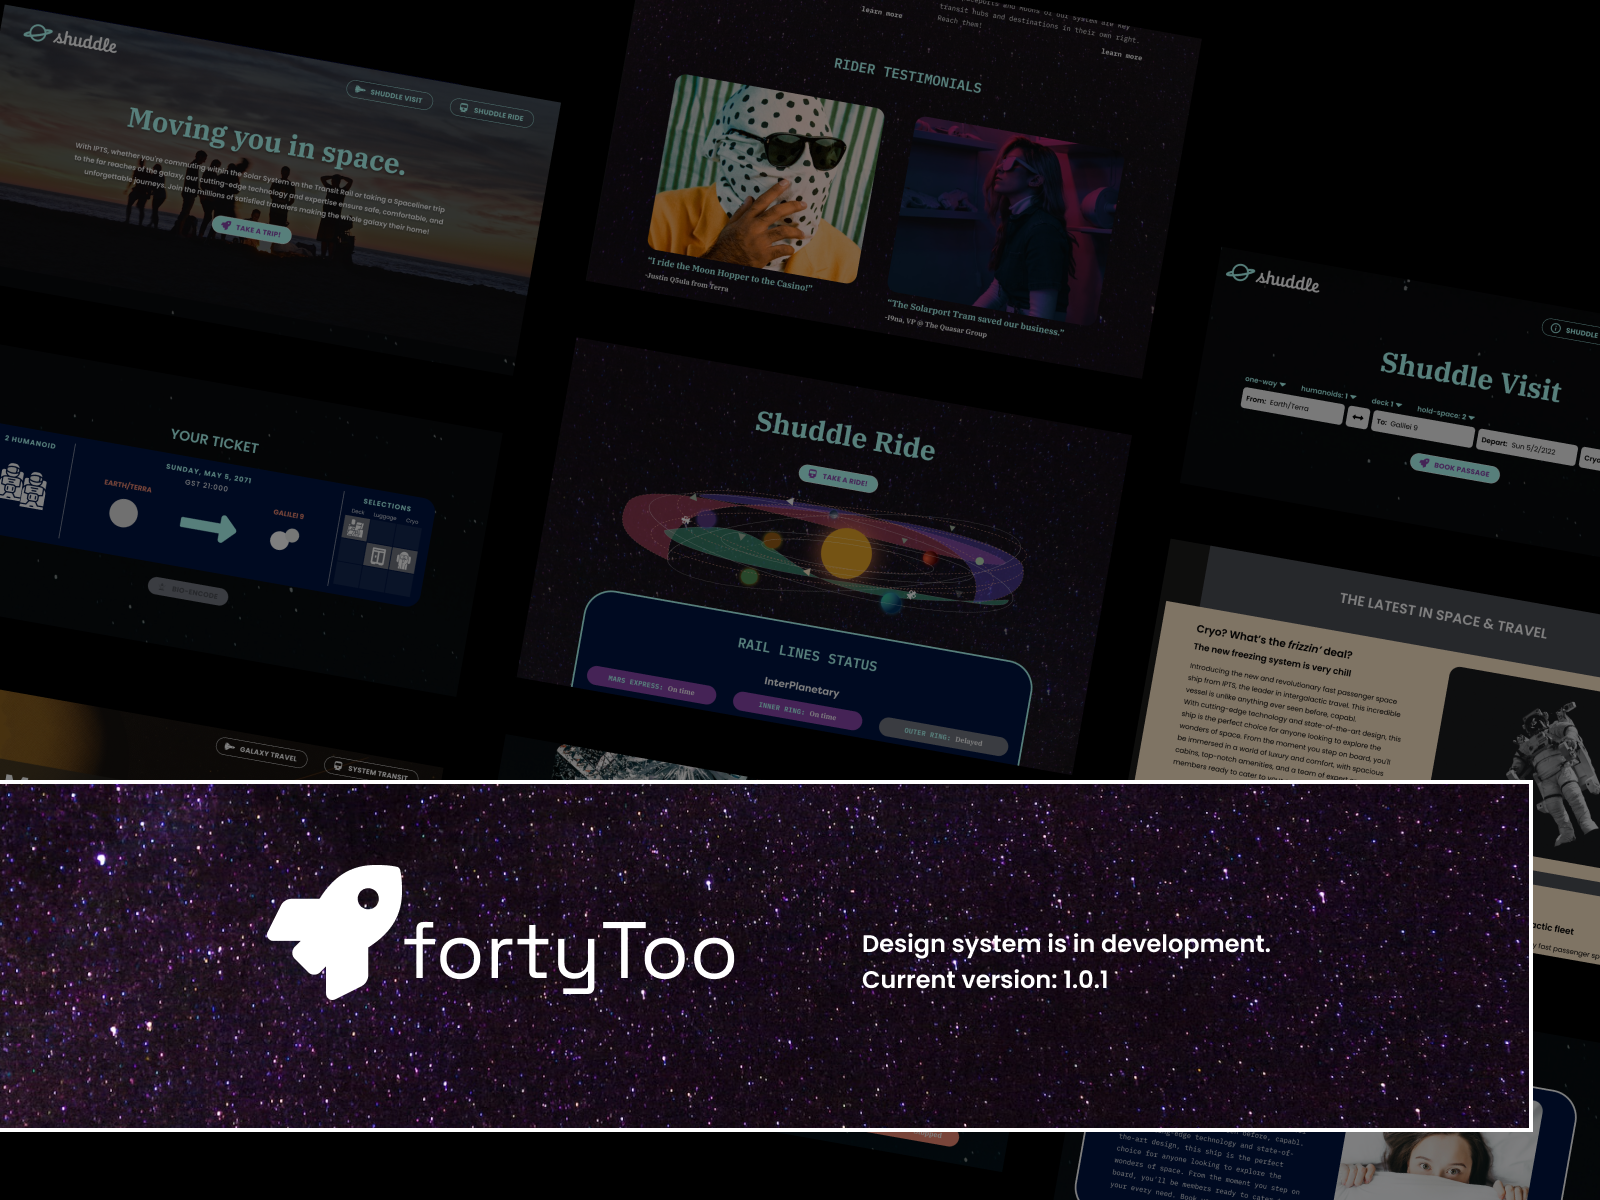 shuddle
SHUDDLE VISIT
SHUDDLE RIDE
Moving you in space.
With IPTS, whether you're commuting within the Solar System on the Transit Rail or taking a Spaceliner trip
to the far reaches of the galaxy, our cutting-edge technology and expertise ensure safe, comfortable, and
unforgettable journeys. Join the millions of satisfied travelers making the whole galaxy their home!
TAKE A TRIP!
learn more
transit hubs and destinations in their own right.
Reach them!
learn more
RIDER TESTIMONIALS
"I ride the Moon Hopper to the Casino!"
-Justin Q5ula from Terra
"The Solarport Tram saved our business."
-J9na, VP @ The Quasar Group
shuddle
SHUDDLE
Shuddle Visit
one-way
humanoids: 1
deck 1
hold-space: 2
From: Earth/Terra
To: Galilei 9
Depart: Sun 5/2/2122
Cryo
BOOK PASSAGE
YOUR TICKET
2 HUMANOID
SUNDAY, MAY 5, 2071
GST 21:000
EARTH/TERRA
GALILEI 9
SELECTIONS
Deck
Luggage
Cryo
BIO-ENCODE
Shuddle Ride
TAKE A RIDE!
RAIL LINES STATUS
InterPlanetary
MARS EXPRESS: On time
INNER RING: On time
OUTER RING: Delayed
THE LATEST IN SPACE & TRAVEL
Cryo? What's the frizzin' deal?
The new freezing system is very chill
Introducing the new and revolutionary fast passenger space
ship from IPTS, the leader in intergalactic travel. This incredible
vessel is unlike anything ever seen before, capabl.
With cutting-edge technology and state-of-the-art design, this
ship is the perfect choice for anyone looking to explore the
wonders of space. From the moment you step on board, you'll
be immersed in a world of luxury and comfort, with spacious
cabins, top-notch amenities, and a team of expert
members ready to cater to
GALAXY TRAVEL
SYSTEM TRANSIT
fortyToo
Design system is in development.
Current version: 1.0.1
actic fleet
fast passenger sp
before, capabl.
edge technology and state-of-
the-art design, this ship is the perfect
choice for anyone looking to explore the
wonders of space. From the moment you step on
board, you'll be members ready to cater
your every need. Book